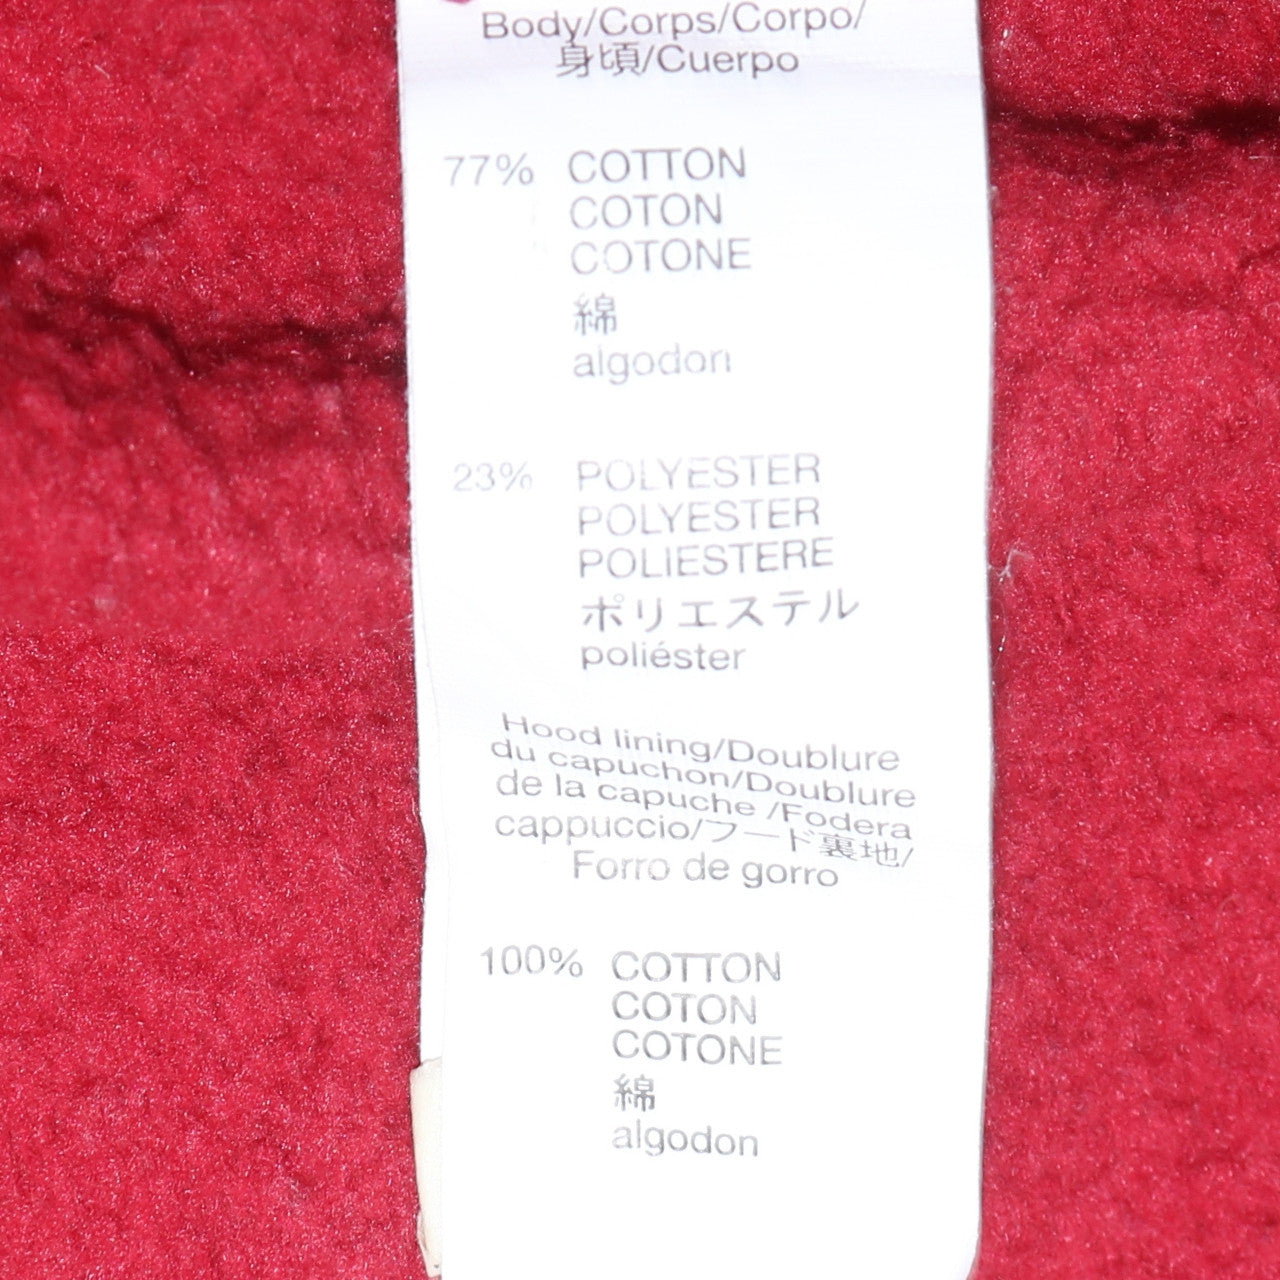 Body/Corps/Corpo/
身頃/Cuerpo
77% COTTON
COTON
COTONE
綿
algodon
23% POLYESTER
POLYESTER
POLIESTERE
ポリエステル
poliéster
Hood lining/Doublure
du capuchon/Doublure
de la capuche /Fodera
cappuccio/フード裏地/
Forro de gorro
100% COTTON
COTON
COTONE
綿
algodon